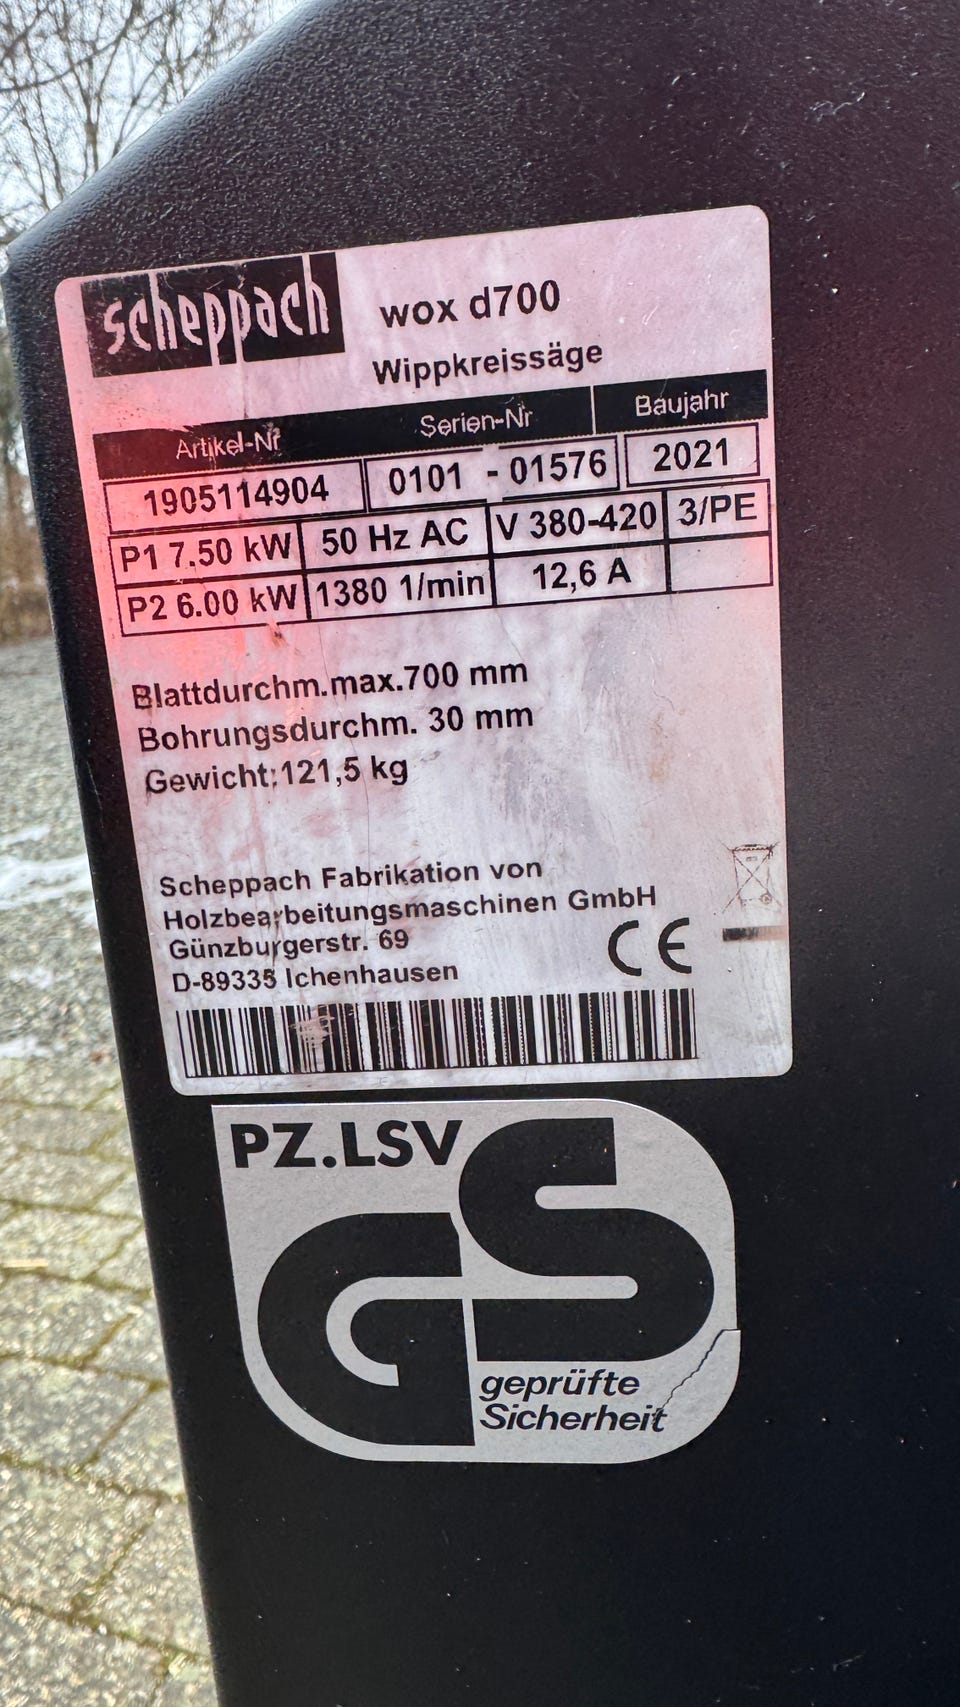 scheppach
wox d700
Wippkreissäge
Artikel-Nr Serien-Nr Baujahr
1905114904 0101 - 01576 2021
P1 7.50 kW 50 Hz AC V 380-420 3/PE
P2 6.00 kW 1380 1/min 12,6 A
Blattdurchm.max.700 mm
Bohrungsdurchm. 30 mm
Gewicht:121,5 kg
Scheppach Fabrikation von
Holzbearbeitungsmaschinen GmbH
Günzburgerstr. 69
D-89335 Ichenhausen
CE
PZ.LSV
GS
geprüfte
Sicherheit